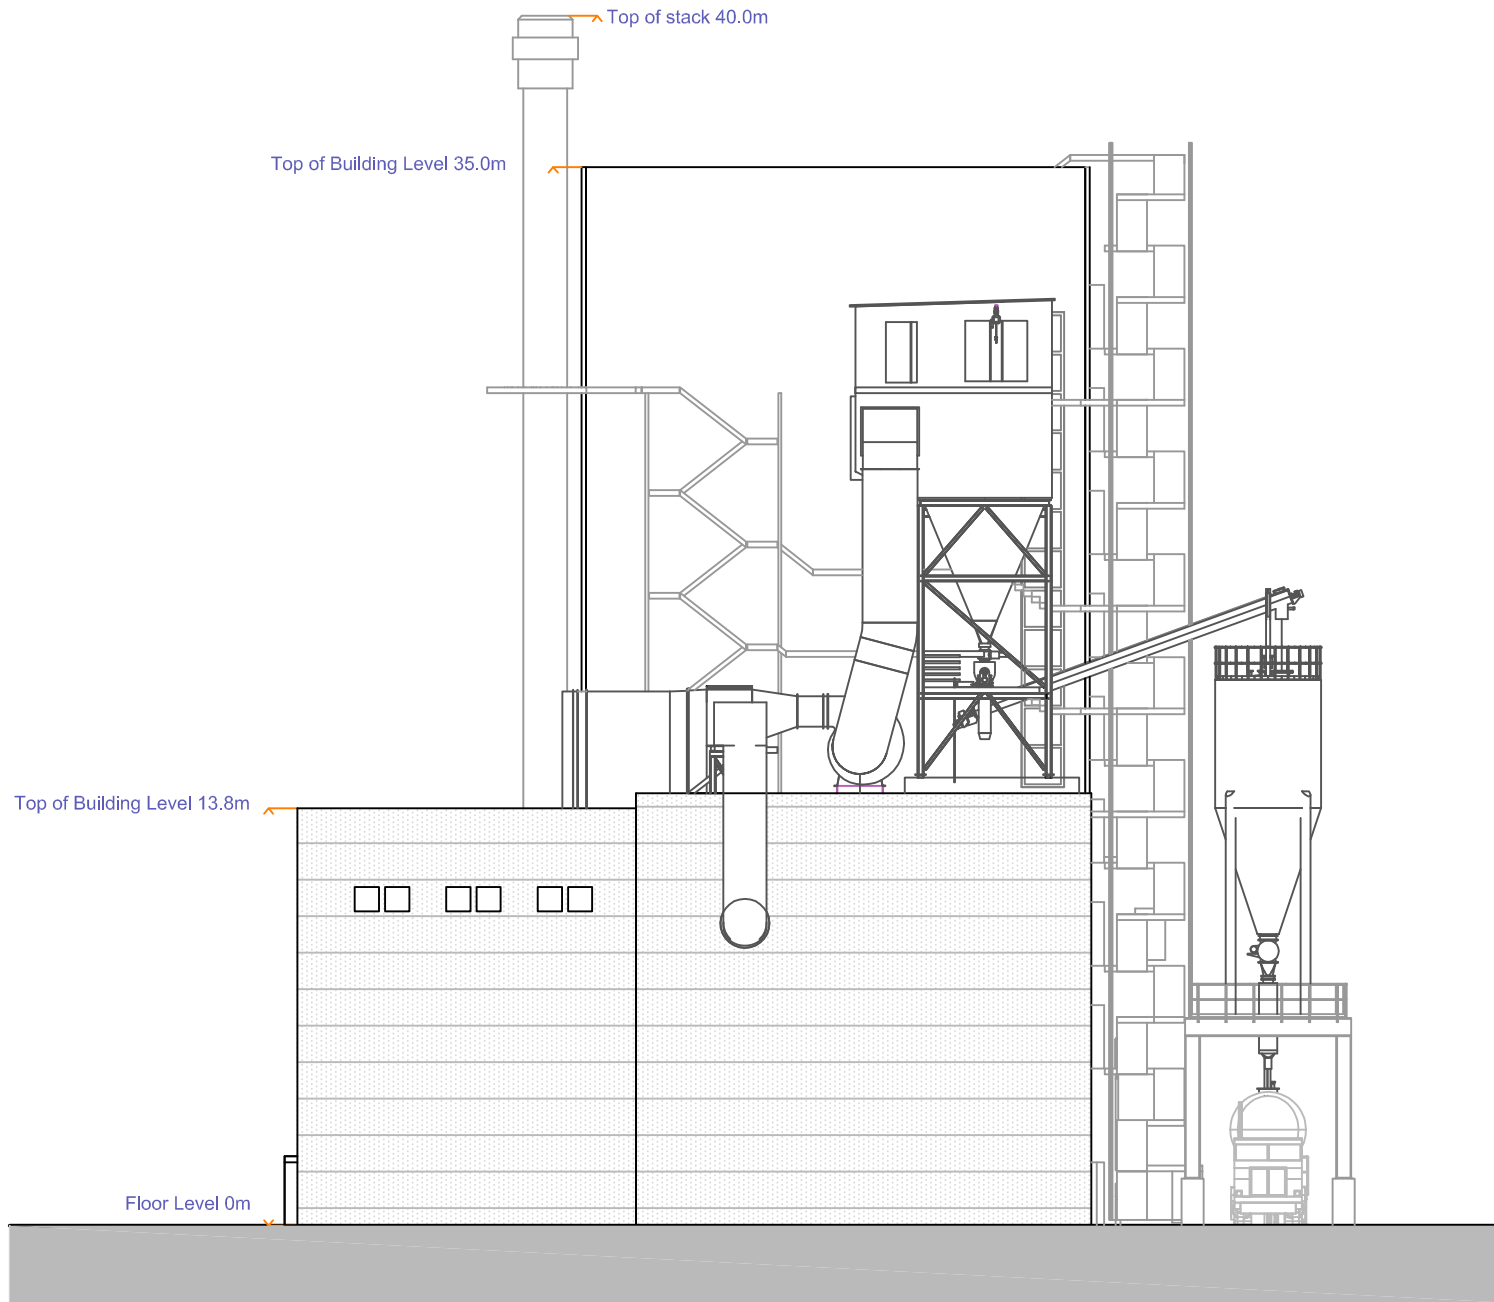 Top of stack 40.0m
Top of Building Level 35.0m
Top of Building Level 13.8m
Floor Level 0m